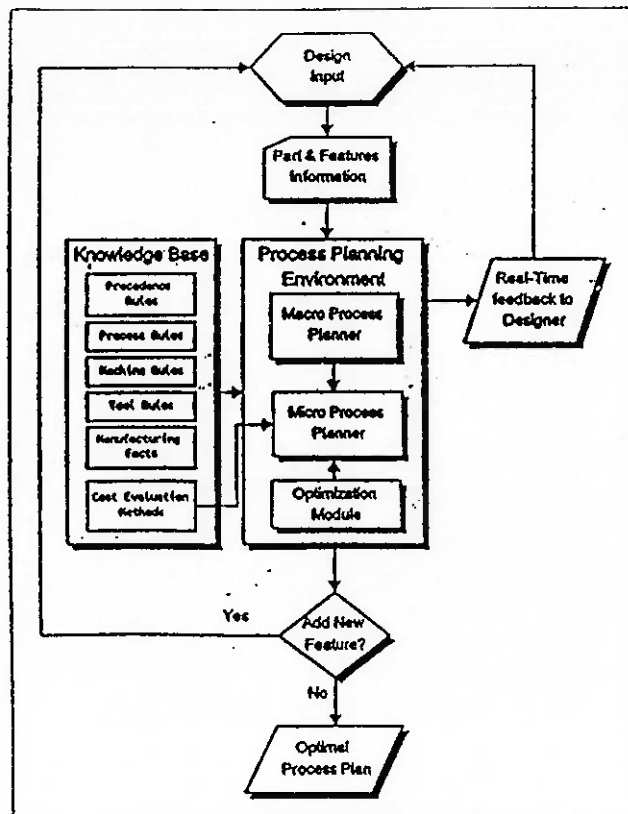 Design
Input
Part & Features
Information
Knowledge Base
Precedence
Rules
Process Rules
Machine Rules
Tool Rules
Manufacturing
Facts
Cost Evaluation
Methods
Process Planning
Environment
Macro Process
Planner
Micro Process
Planner
Optimization
Module
Real-Time
feedback to
Designer
Yes
Add New
Feature?
No
Optimal
Process Plan